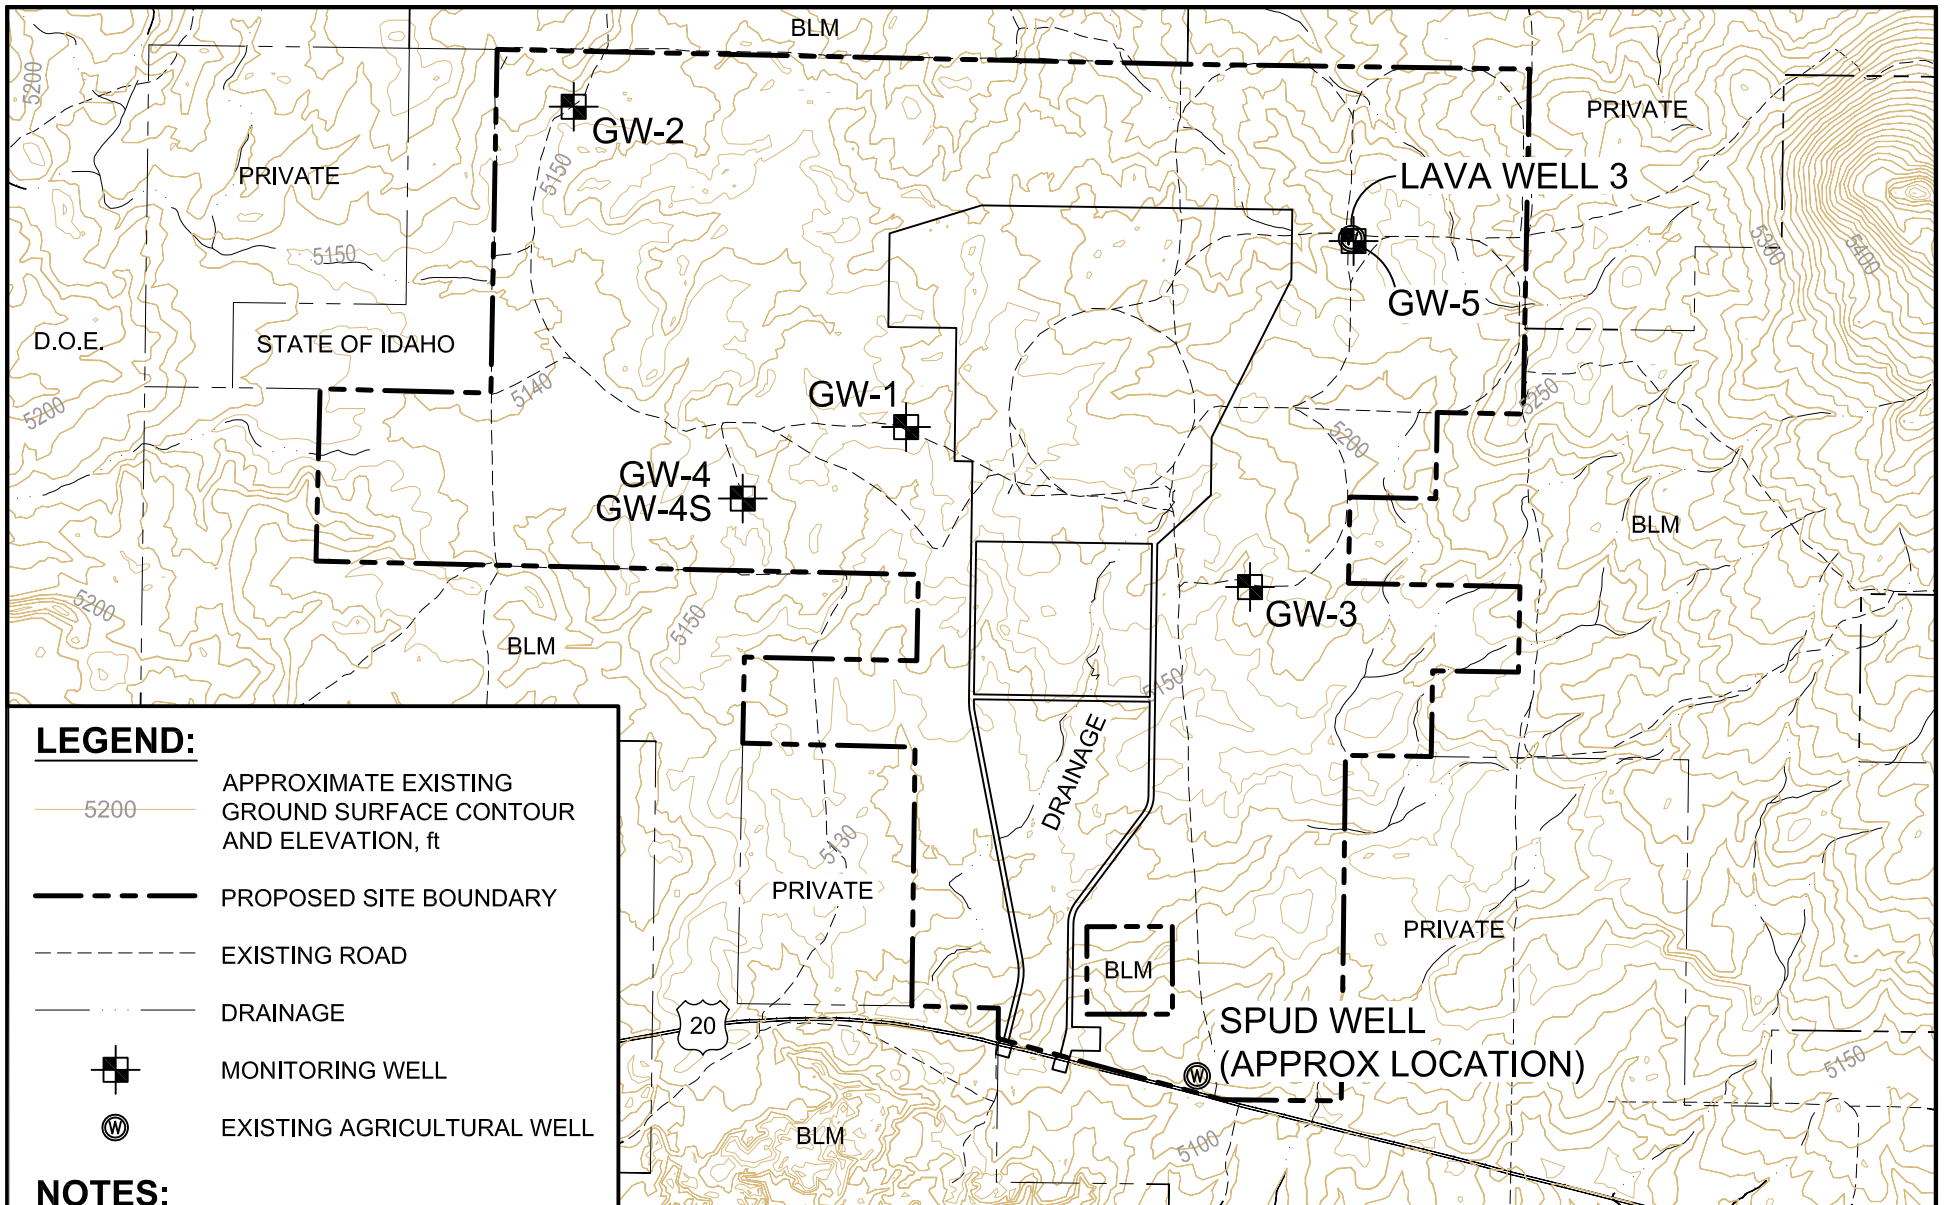 BLM
5200
PRIVATE
GW-2
5150
PRIVATE
LAVA WELL 3
W
5150
5300
5400
GW-5
D.O.E.
STATE OF IDAHO
5140
GW-1
5200
5250
5200
GW-4
GW-4S
BLM
5200
5150
GW-3
BLM
5150
DRAINAGE
5130
PRIVATE
PRIVATE
BLM
20
SPUD WELL
(APPROX LOCATION)
W
5150
BLM
5100
LEGEND:
5200
APPROXIMATE EXISTING
GROUND SURFACE CONTOUR
AND ELEVATION, ft
PROPOSED SITE BOUNDARY
EXISTING ROAD
DRAINAGE
MONITORING WELL
W
EXISTING AGRICULTURAL WELL
NOTES: